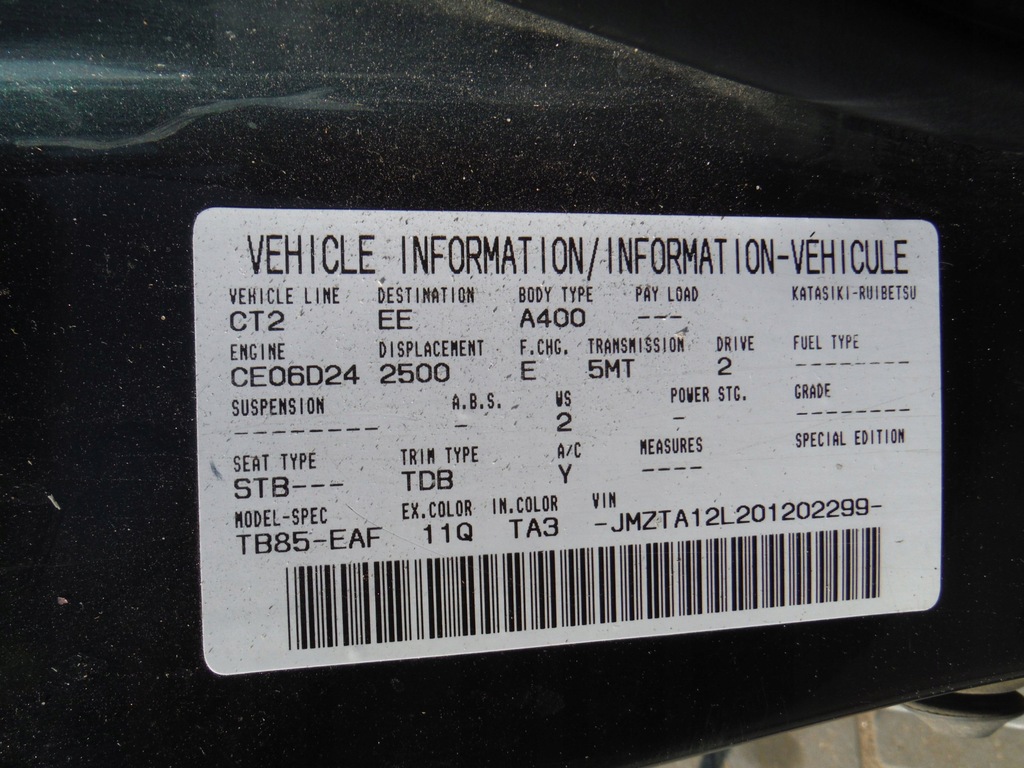 VEHICLE INFORMATION/INFORMATION-VÉHICULE
VEHICLE LINE DESTINATION BODY TYPE PAY LOAD KATASIKI-RUIBETSU
CT2 EE A400 ---
ENGINE DISPLACEMENT F.CHG. TRANSMISSION DRIVE FUEL TYPE
CE06D24 2500 E 5MT 2 ----------
SUSPENSION A.B.S. WS POWER STG. GRADE
--------- - 2 - ----------
SEAT TYPE TRIM TYPE A/C MEASURES SPECIAL EDITION
STB--- TDB Y ----
MODEL-SPEC EX.COLOR IN.COLOR VIN
TB85-EAF 11Q TA3 -JMZTA12L201202299-